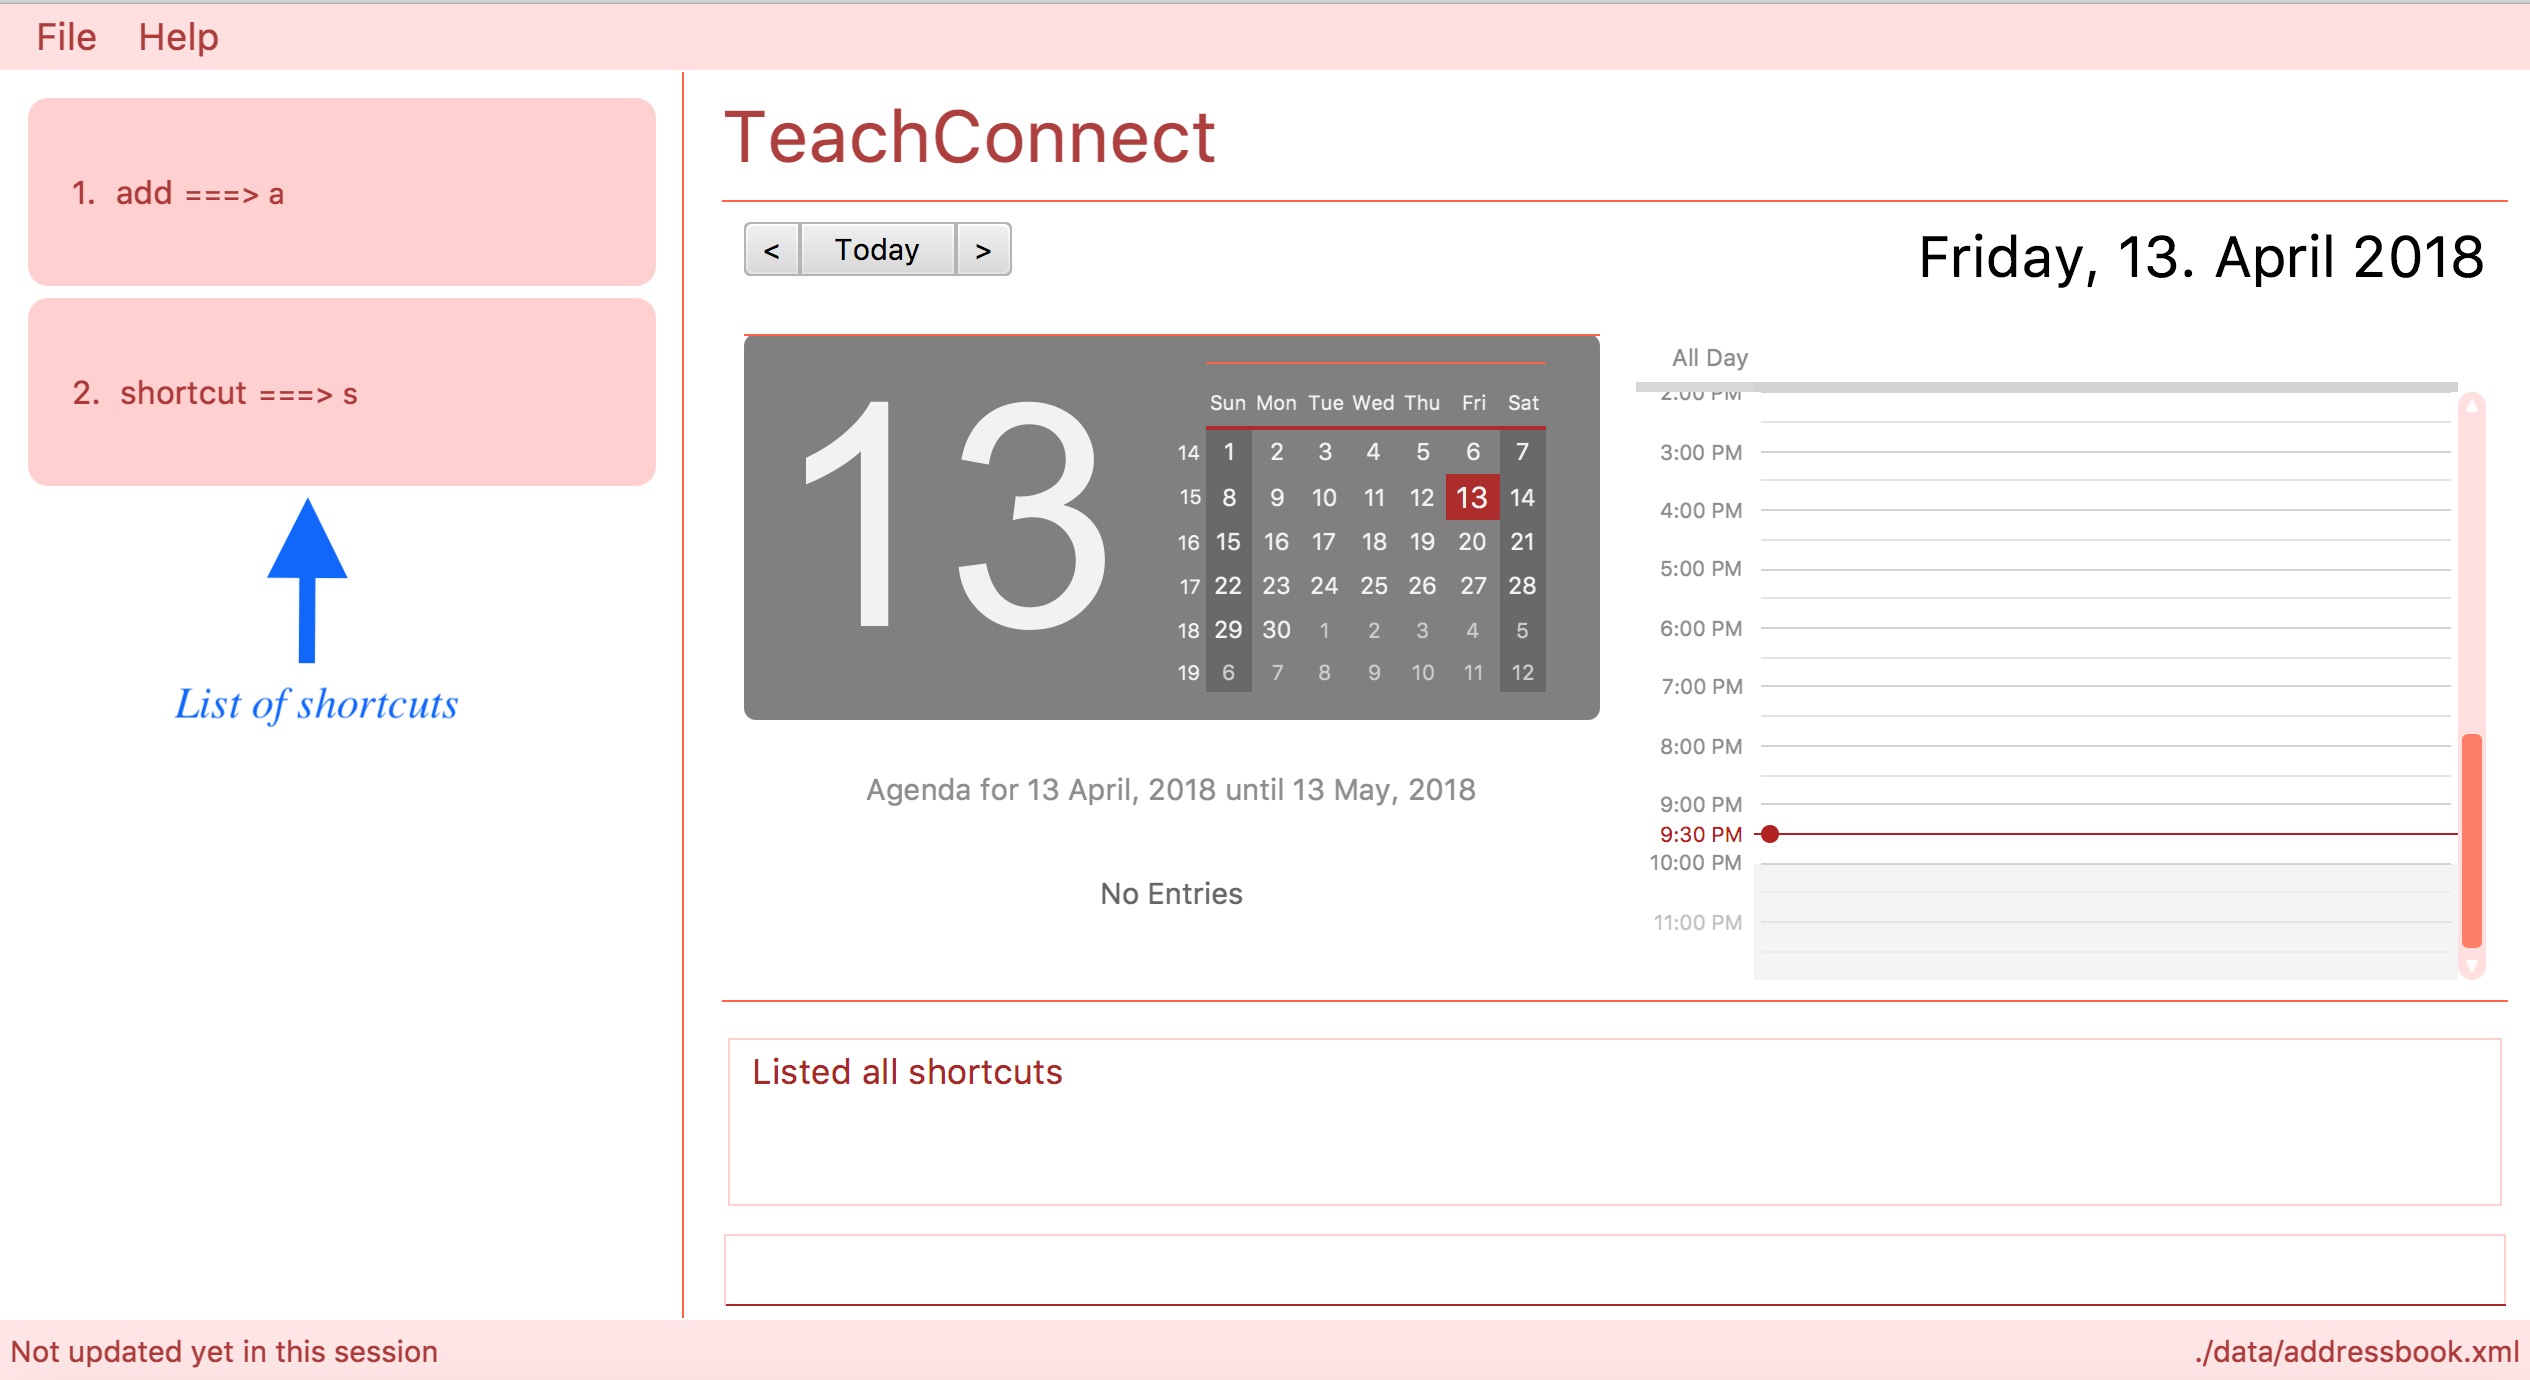 File Help
1. add ===> a
2. shortcut ===> s
List of shortcuts
TeachConnect
< Today >
Friday, 13. April 2018
13
Sun Mon Tue Wed Thu Fri Sat
14 1 2 3 4 5 6 7
15 8 9 10 11 12 13 14
16 15 16 17 18 19 20 21
17 22 23 24 25 26 27 28
18 29 30 1 2 3 4 5
19 6 7 8 9 10 11 12
Agenda for 13 April, 2018 until 13 May, 2018
No Entries
All Day
2:00 PM
3:00 PM
4:00 PM
5:00 PM
6:00 PM
7:00 PM
8:00 PM
9:00 PM
9:30 PM
10:00 PM
11:00 PM
Listed all shortcuts
Not updated yet in this session
./data/addressbook.xml